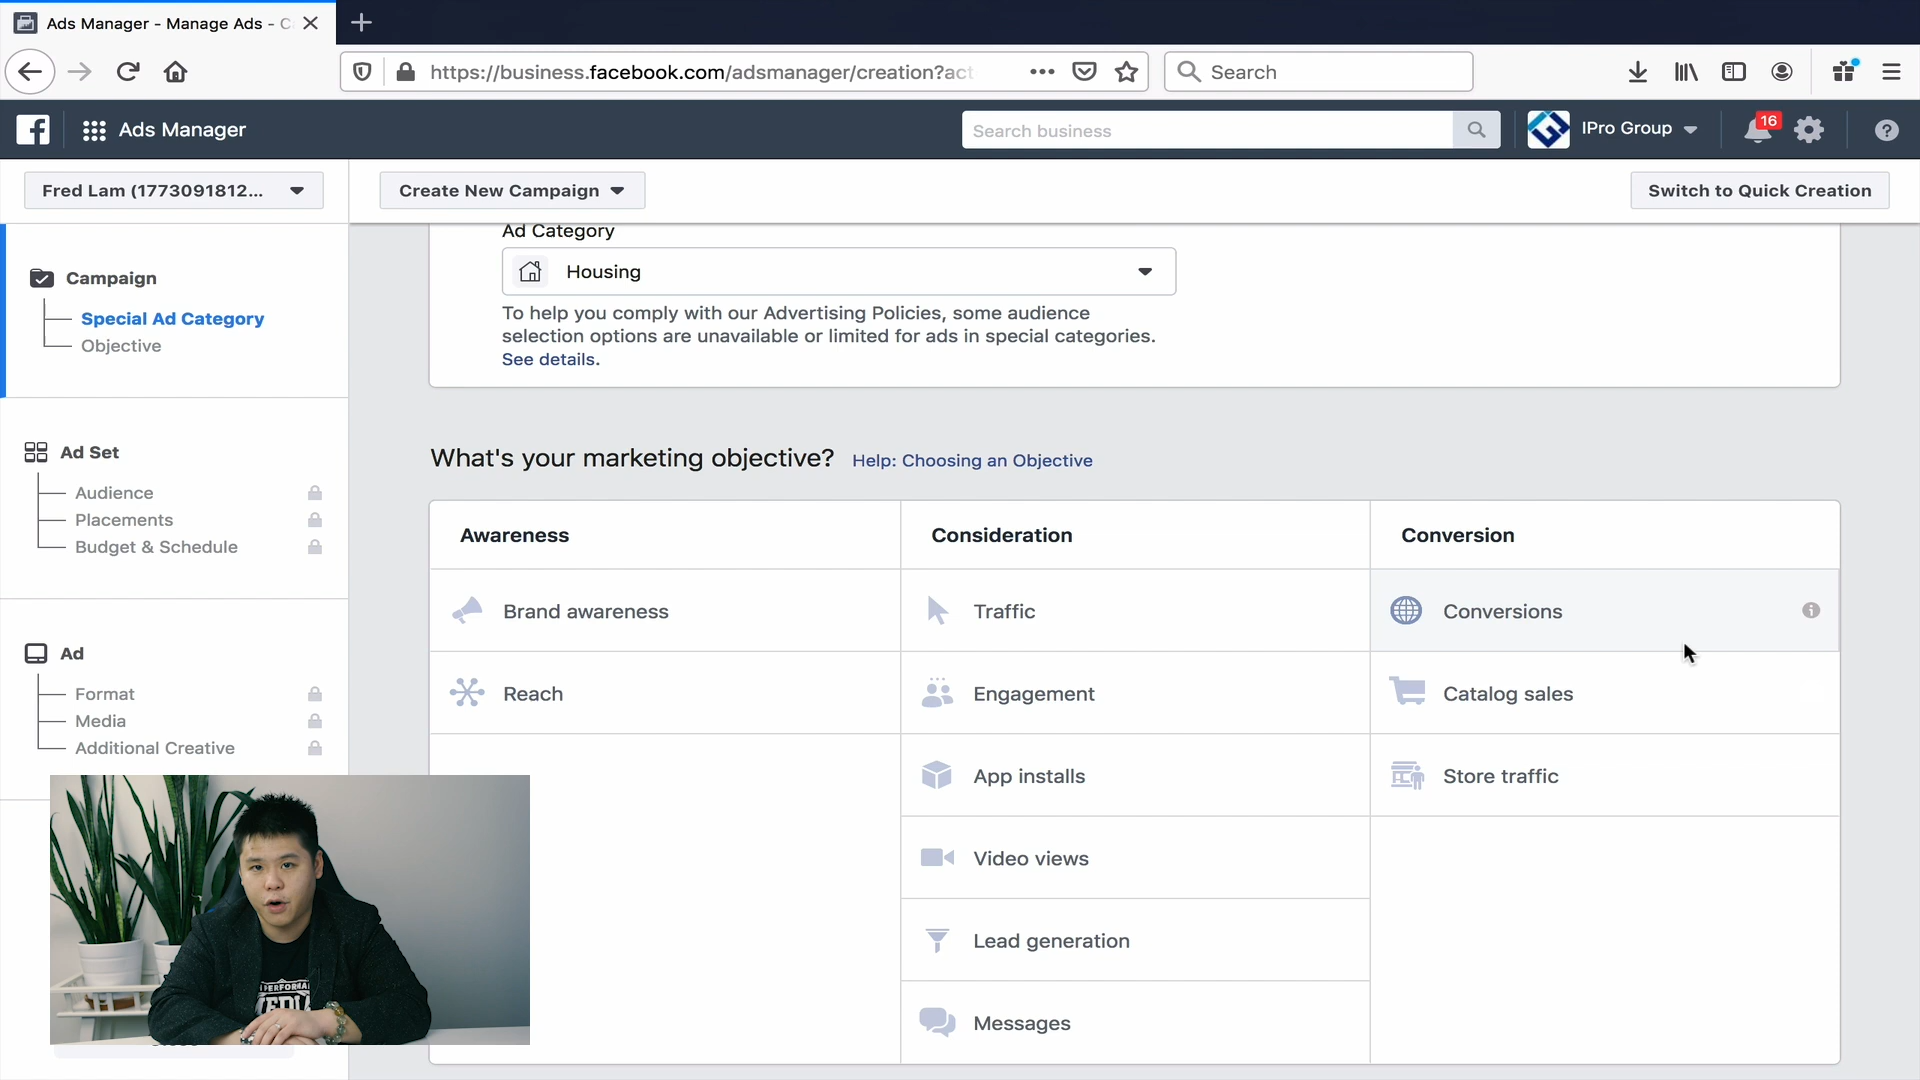 Ads Manager - Manage Ads - C
https://business.facebook.com/adsmanager/creation?act
Search
Ads Manager
Search business
IPro Group
16
Fred Lam (1773091812...
Create New Campaign
Switch to Quick Creation
Campaign
Special Ad Category
Objective
Ad Set
Audience
Placements
Budget & Schedule
Ad
Format
Media
Additional Creative
Ad Category
Housing
To help you comply with our Advertising Policies, some audience
selection options are unavailable or limited for ads in special categories.
See details.
What's your marketing objective? Help: Choosing an Objective
Awareness
Consideration
Conversion
Brand awareness
Traffic
Conversions
Reach
Engagement
Catalog sales
App installs
Store traffic
Video views
Lead generation
Messages